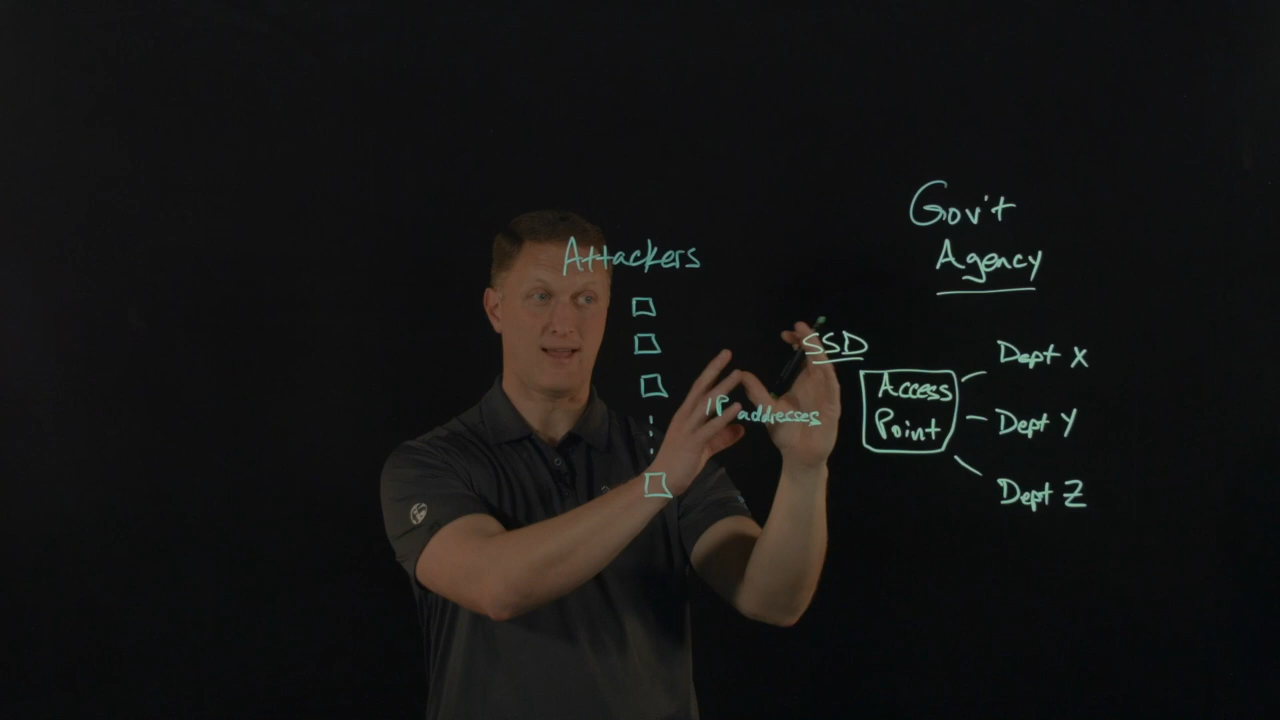 Gov't
Agency
Attackers
SSD
IP addresses
Access
Point
Dept X
Dept Y
Dept Z